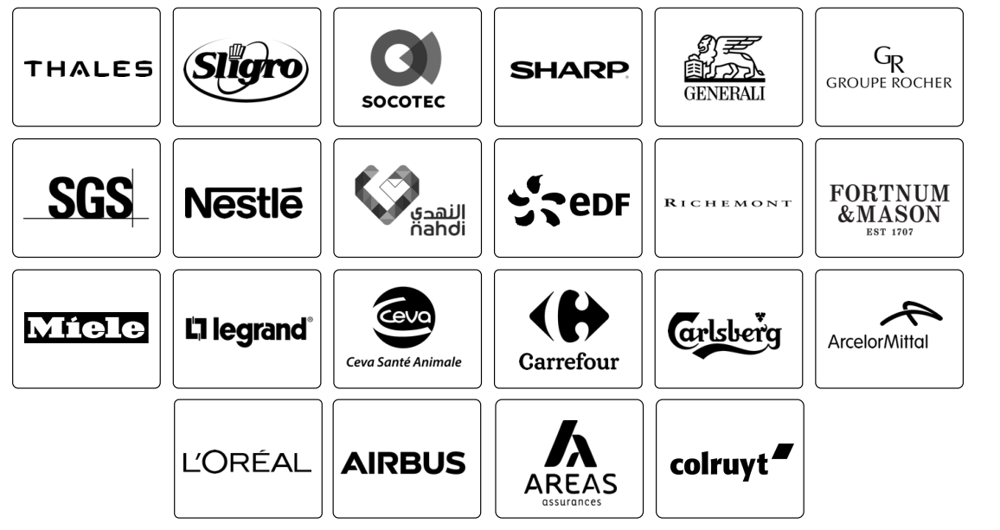 THALES
Sligro
SOCOTEC
SHARP®
GENERALI
GR
GROUPE ROCHER
SGS
Nestlé
النهدي
nahdi
eDF
RICHEMONT
FORTNUM
&MASON
EST 1707
Miele
legrand®
Ceva
Ceva Santé Animale
Carrefour
Carlsberg
ArcelorMittal
L'ORÉAL
AIRBUS
AREAS
assurances
colruyt